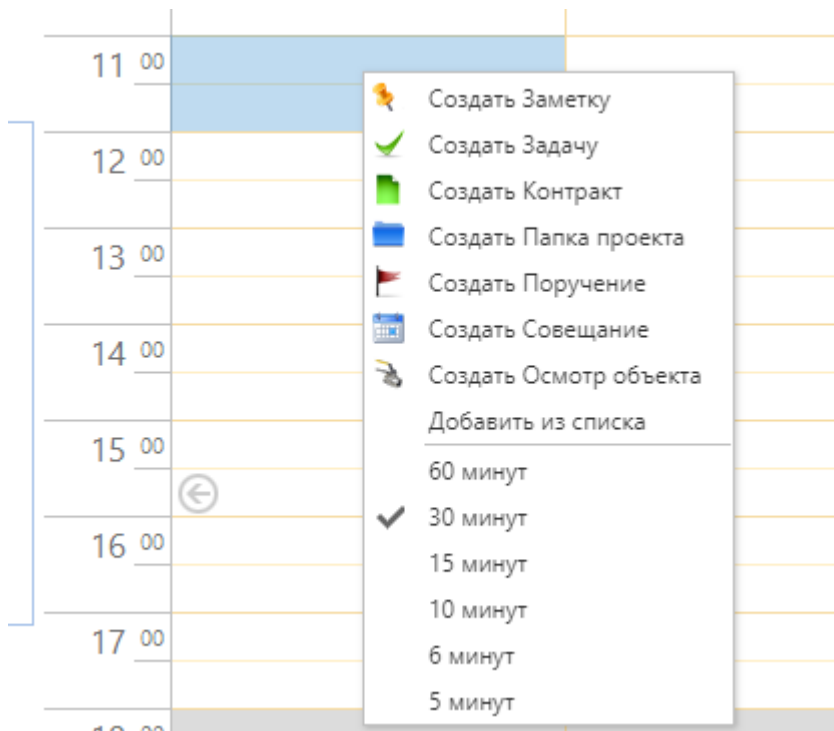 11 00
12 00
13 00
14 00
15 00
16 00
17 00
Создать Заметку
Создать Задачу
Создать Контракт
Создать Папка проекта
Создать Поручение
Создать Совещание
Создать Осмотр объекта
Добавить из списка
60 минут
30 минут
15 минут
10 минут
6 минут
5 минут